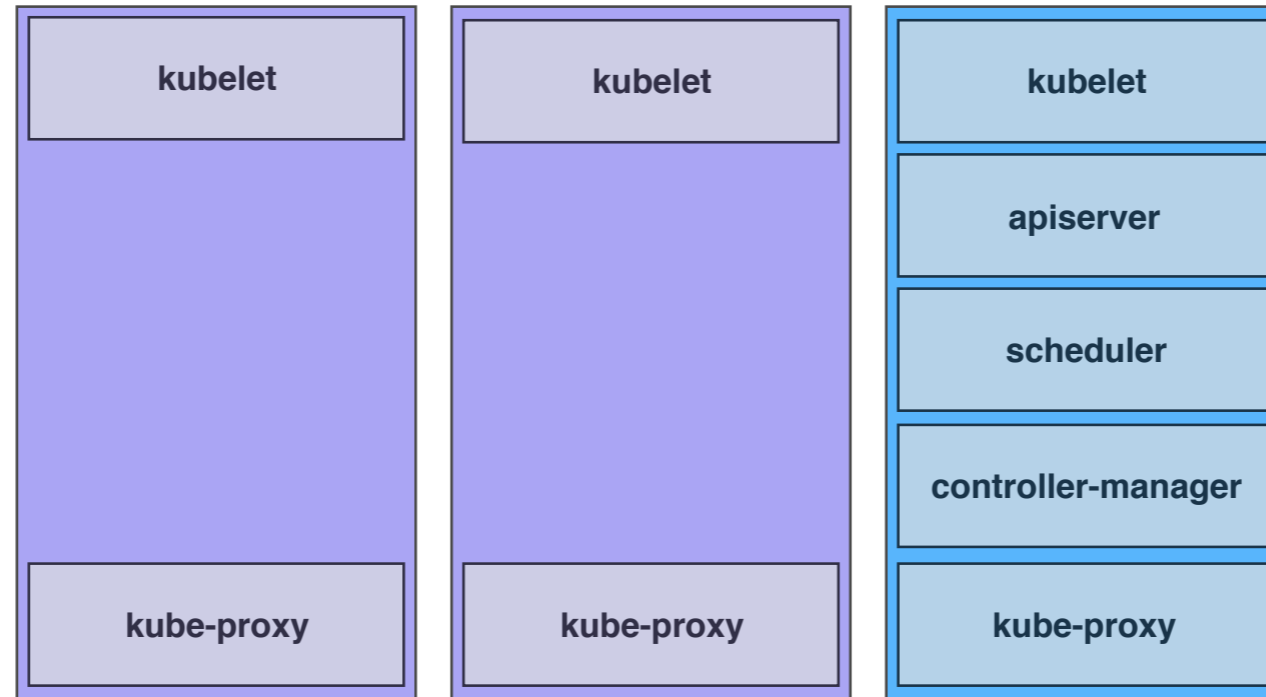 kubelet
kube-proxy
kubelet
kube-proxy
kubelet
apiserver
scheduler
controller-manager
kube-proxy